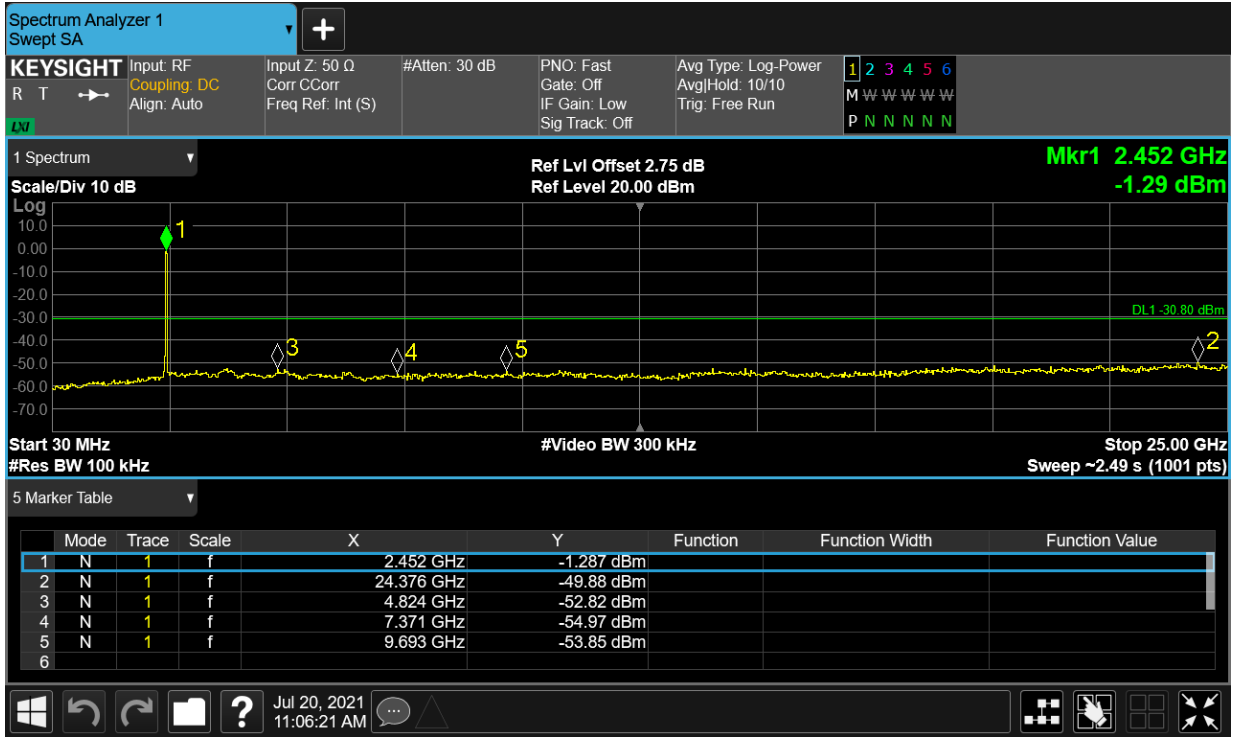 Spectrum Analyzer 1
Swept SA
+
KEYSIGHT
R T
LXI
Input: RF
Coupling: DC
Align: Auto
Input Z: 50 Ω
Corr CCorr
Freq Ref: Int (S)
#Atten: 30 dB
PNO: Fast
Gate: Off
IF Gain: Low
Sig Track: Off
Avg Type: Log-Power
Avg|Hold: 10/10
Trig: Free Run
1 2 3 4 5 6
M W W W W W
P N N N N N
1 Spectrum
Scale/Div 10 dB
Ref Lvl Offset 2.75 dB
Ref Level 20.00 dBm
Mkr1 2.452 GHz
-1.29 dBm
Log
10.0
0.00
-10.0
-20.0
-30.0
-40.0
-50.0
-60.0
-70.0
1
DL1 -30.80 dBm
3
4
5
2
Start 30 MHz
#Video BW 300 kHz
Stop 25.00 GHz
#Res BW 100 kHz
Sweep ~2.49 s (1001 pts)
5 Marker Table
Mode Trace Scale X Y Function Function Width Function Value
1 N 1 f 2.452 GHz -1.287 dBm
2 N 1 f 24.376 GHz -49.88 dBm
3 N 1 f 4.824 GHz -52.82 dBm
4 N 1 f 7.371 GHz -54.97 dBm
5 N 1 f 9.693 GHz -53.85 dBm
6
?
Jul 20, 2021
11:06:21 AM